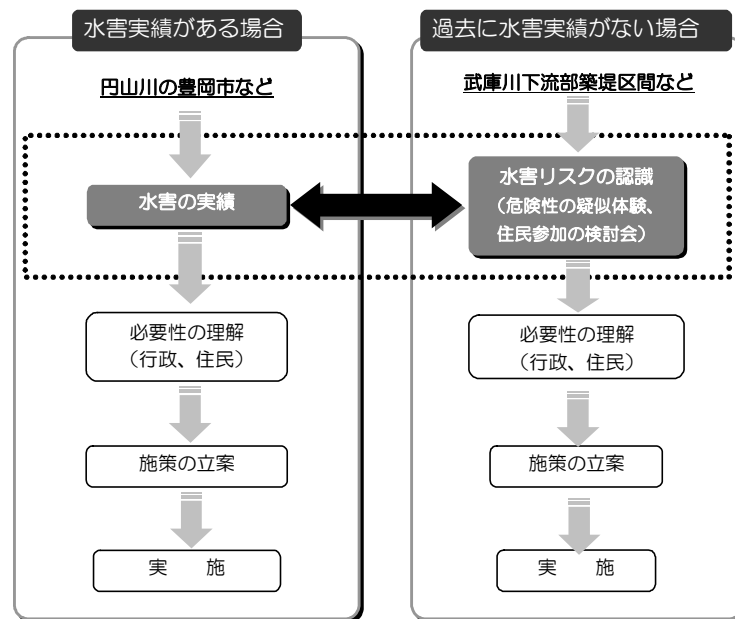 水害実績がある場合
円山川の豊岡市など
水害の実績
必要性の理解
（行政、住民）
施策の立案
実　　施
過去に水害実績がない場合
武庫川下流部築堤区間など
水害リスクの認識
（危険性の疑似体験、
住民参加の検討会）
必要性の理解
（行政、住民）
施策の立案
実　　施